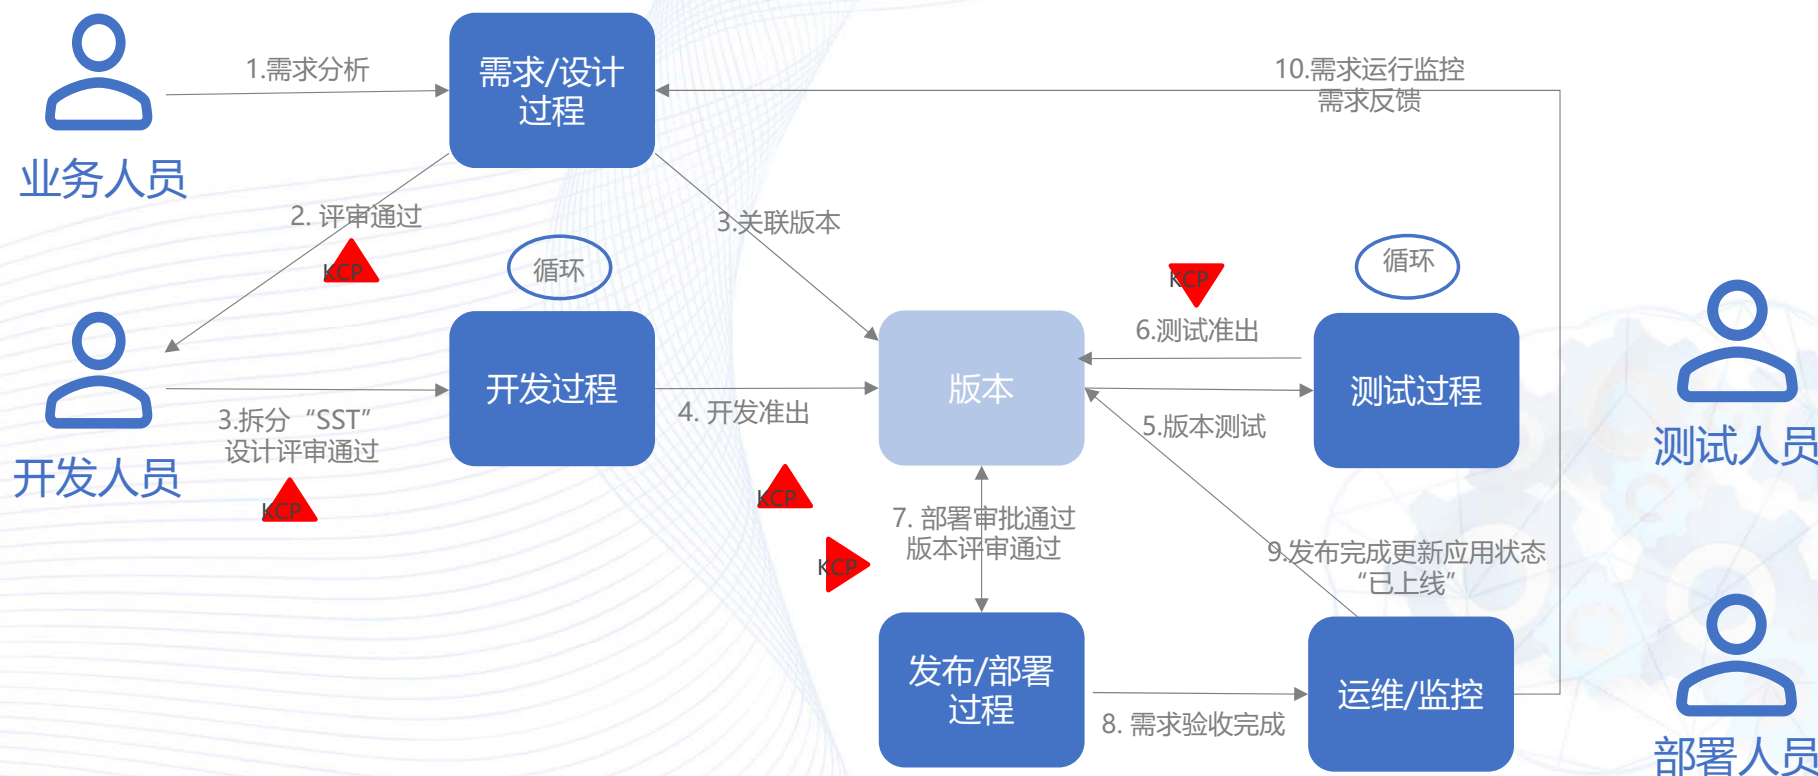 1.需求分析
需求/设计
过程
10.需求运行监控
需求反馈
业务人员
2. 评审通过
KCP
3.关联版本
循环
循环
KCP
6.测试准出
开发过程
版本
测试过程
开发人员
3.拆分“SST”
设计评审通过
KCP
4. 开发准出
KCP
5.版本测试
测试人员
7. 部署审批通过
版本评审通过
KCP
9.发布完成更新应用状态
“已上线”
发布/部署
过程
8. 需求验收完成
运维/监控
部署人员